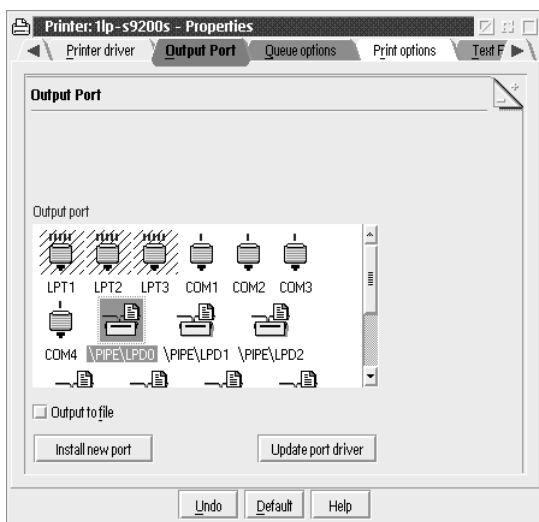 Printer: 1lp-s9200s - Properties
Printer driver Output Port Queue options Print options Text F
Output Port
Output port
LPT1 LPT2 LPT3 COM1 COM2 COM3
COM4 \PIPE\LPD0 \PIPE\LPD1 \PIPE\LPD2
Output to file
Install new port Update port driver
Undo Default Help